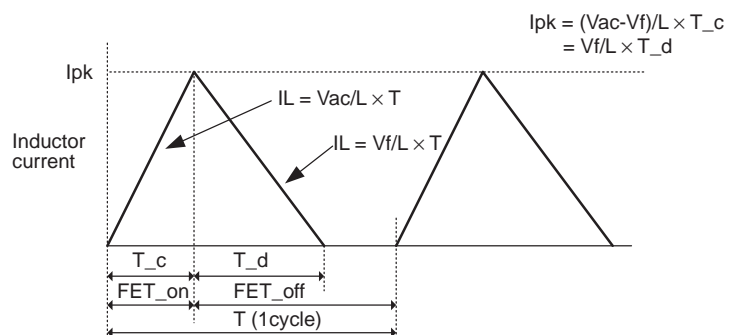 Ipk = (Vac-Vf)/L × T_c
= Vf/L × T_d
Ipk
IL = Vac/L × T
Inductor
current
IL = Vf/L × T
T_c
T_d
FET_on
FET_off
T (1cycle)